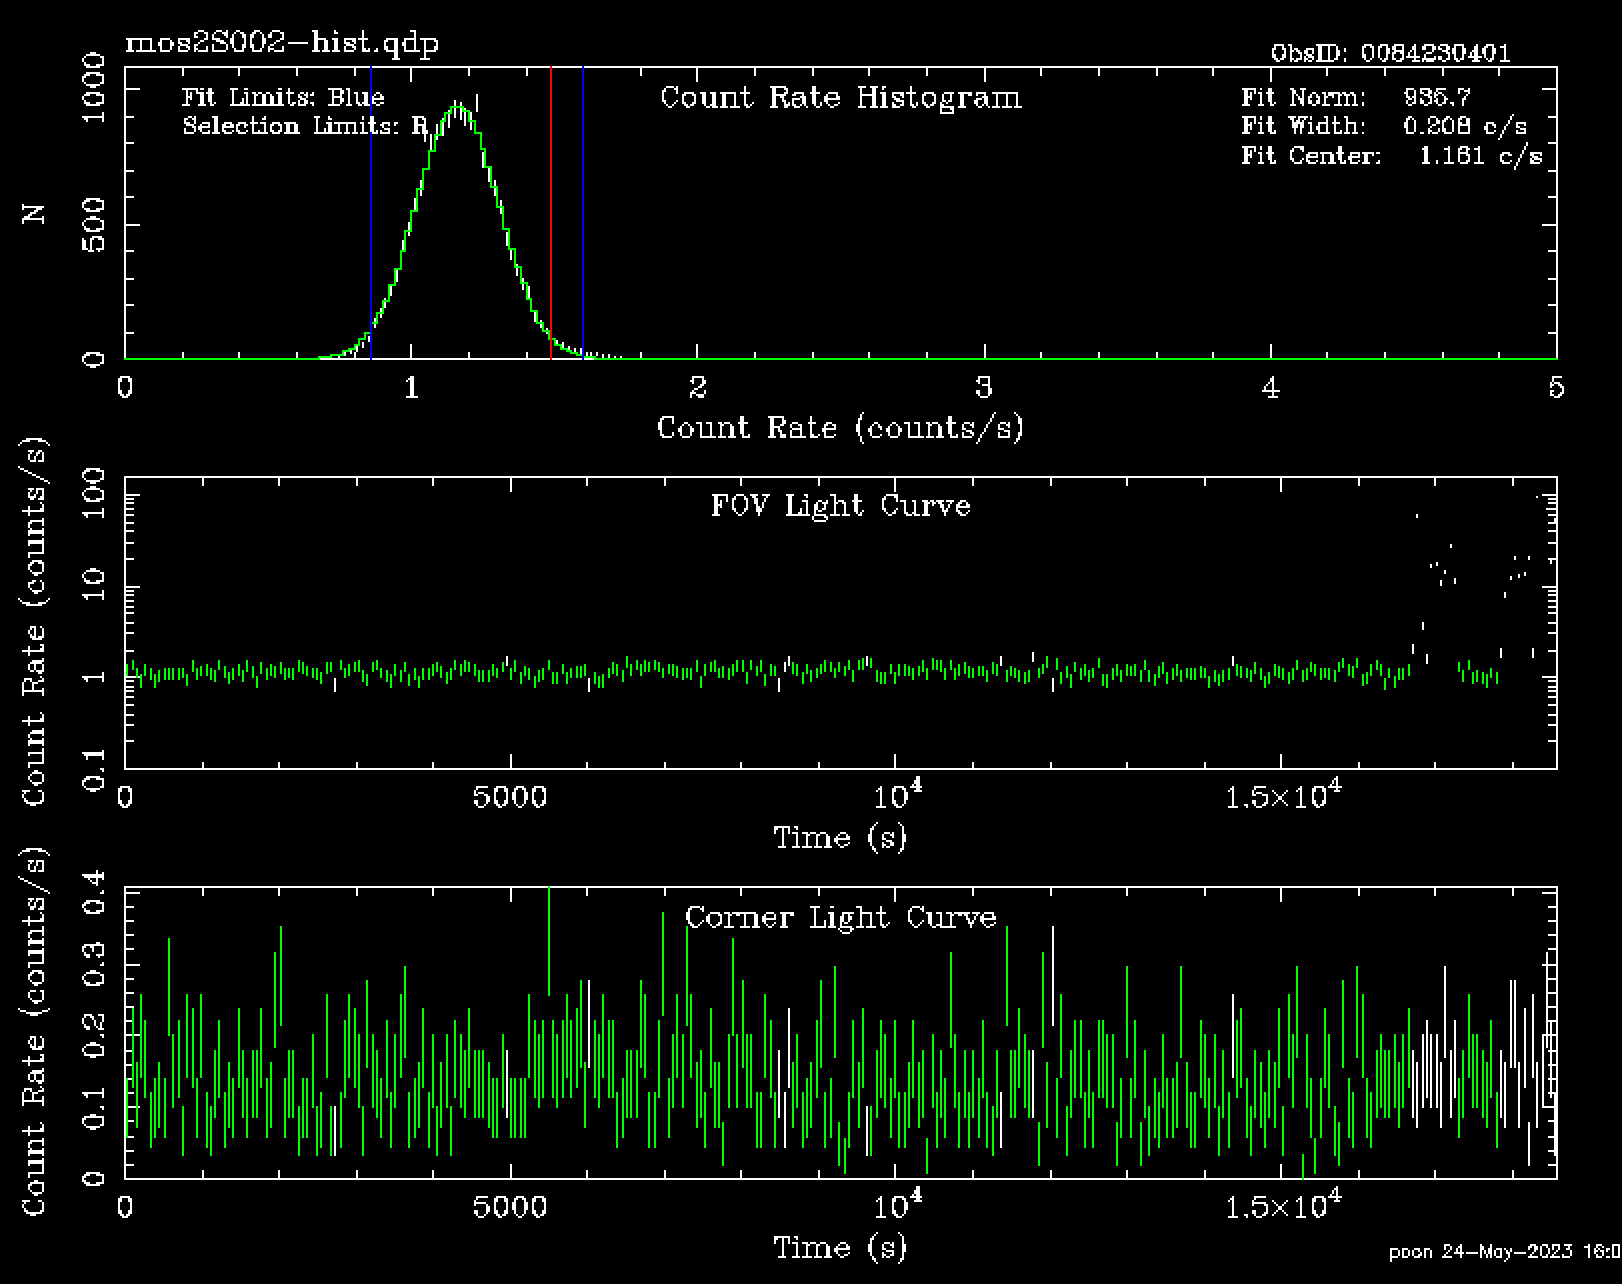 mos2S002-hist.qdp
ObsID: 0084230401
Fit Limits: Blue
Selection Limits: R
Count Rate Histogram
Fit Norm: 936.7
Fit Width: 0.208 c/s
Fit Center: 1.161 c/s
N
0 500 1000
0 1 2 3 4 5
Count Rate (counts/s)
FOV Light Curve
Count Rate (counts/s)
0.1 1 10 100
0 5000 10⁴ 1.5×10⁴
Time (s)
Corner Light Curve
Count Rate (counts/s)
0 0.1 0.2 0.3 0.4
0 5000 10⁴ 1.5×10⁴
Time (s)
24-May-2023